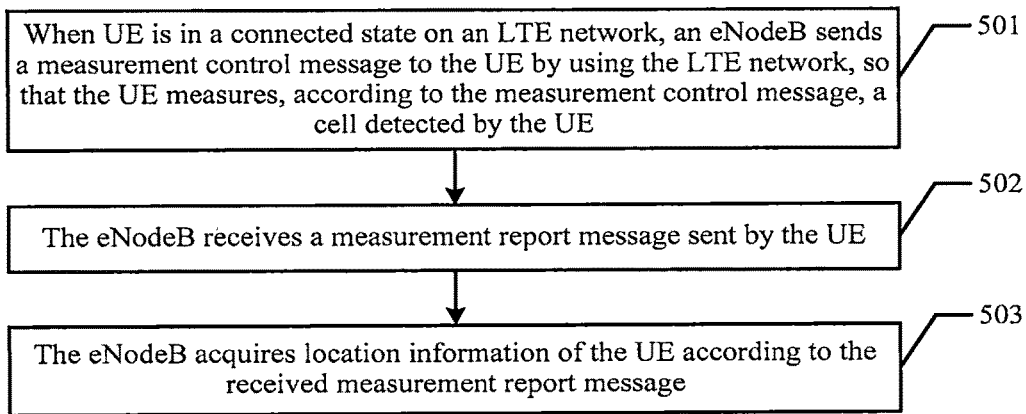 When UE is in a connected state on an LTE network, an eNodeB sends
a measurement control message to the UE by using the LTE network, so
that the UE measures, according to the measurement control message, a
cell detected by the UE
501
The eNodeB receives a measurement report message sent by the UE
502
The eNodeB acquires location information of the UE according to the
received measurement report message
503